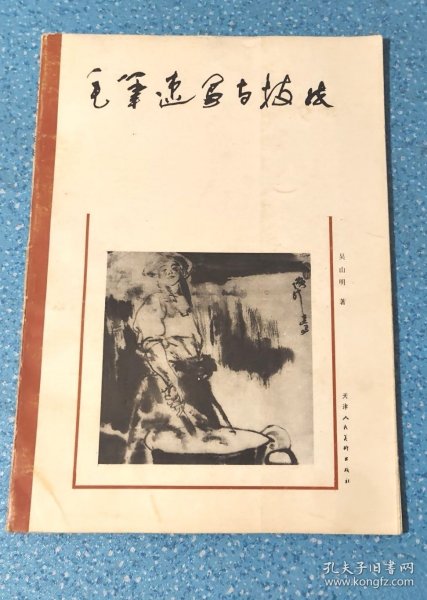 毛笔速写与技法
吴山明 著
天津人民美术出版社
孔夫子旧书网
www.kongfz.com